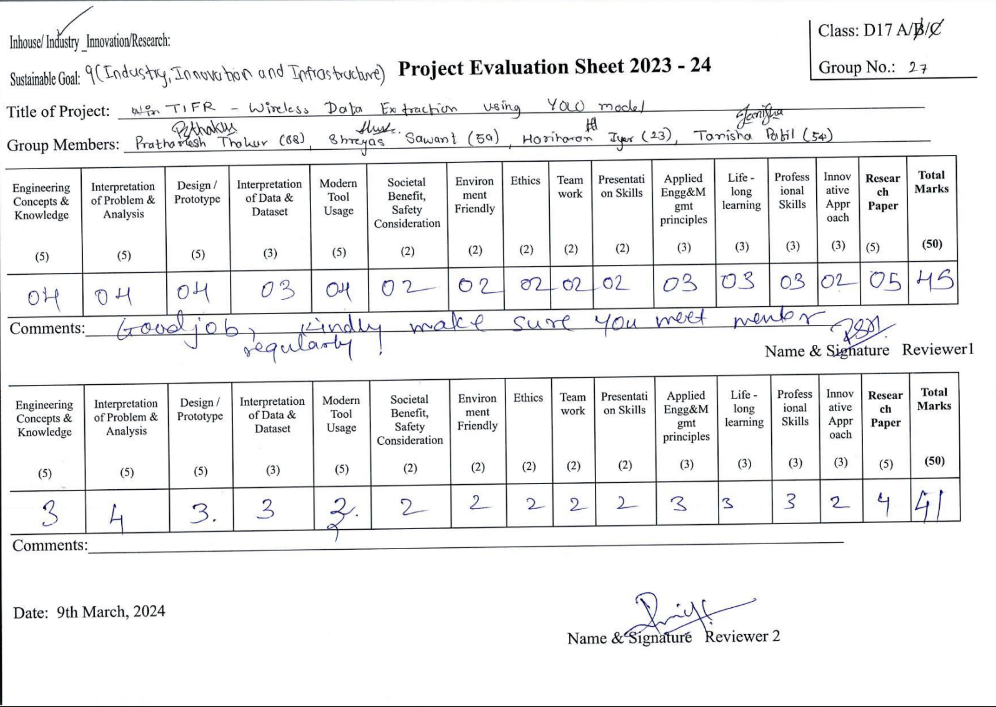 Inhouse/ Industry_Innovation/Research:
Class: D17 A/B/C
Sustainable Goal: 9(Industry, Innovation and Infrastructure) Project Evaluation Sheet 2023 - 24
Group No.: 27
Title of Project: TIFR - Wireless Data Extraction using YOLO model
Group Members: Prathamesh Thakur (68), Shreyas Sawant (59), Hariharan Iyer (23), Tanisha Patil (54)
Engineering Concepts & Knowledge (5) Interpretation of Problem & Analysis (5) Design / Prototype (5) Interpretation of Data & Dataset (3) Modern Tool Usage (5) Societal Benefit, Safety Consideration (2) Environ ment Friendly (2) Ethics (2) Team work (2) Presentati on Skills (2) Applied Engg&M gmt principles (3) Life - long learning (3) Profess ional Skills (3) Innov ative Appr oach (3) Resear ch Paper (5) Total Marks (50)
04 04 04 03 04 02 02 02 02 02 03 03 03 02 05 45
Comments: Good job, Kindly make sure you meet mentor
regularly !
Name & Signature Reviewer1
Engineering Concepts & Knowledge (5) Interpretation of Problem & Analysis (5) Design / Prototype (5) Interpretation of Data & Dataset (3) Modern Tool Usage (5) Societal Benefit, Safety Consideration (2) Environ ment Friendly (2) Ethics (2) Team work (2) Presentati on Skills (2) Applied Engg&M gmt principles (3) Life - long learning (3) Profess ional Skills (3) Innov ative Appr oach (3) Resear ch Paper (5) Total Marks (50)
3 4 3. 3 2 2 2 2 2 3 3 3 2 4 41
Comments:
Date: 9th March, 2024
Name & Signature Reviewer 2